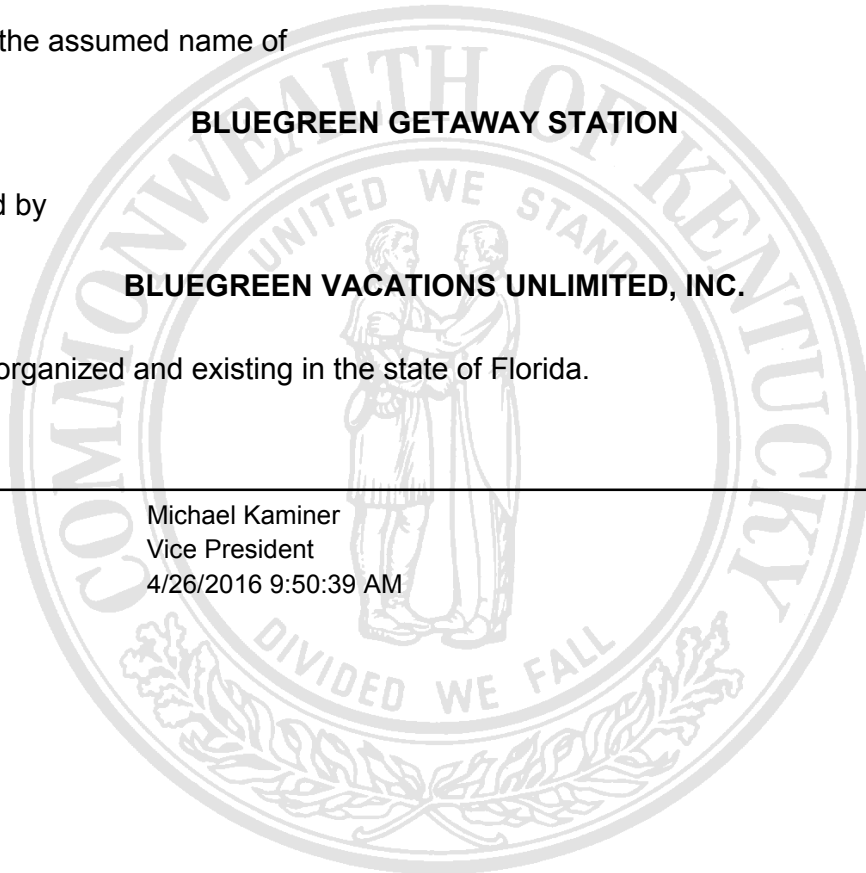 the assumed name of
BLUEGREEN GETAWAY STATION
d by
BLUEGREEN VACATIONS UNLIMITED, INC.
organized and existing in the state of Florida.
Michael Kaminer
Vice President
4/26/2016 9:50:39 AM
COMMONWEALTH OF KENTUCKY
UNITED WE STAND
DIVIDED WE FALL